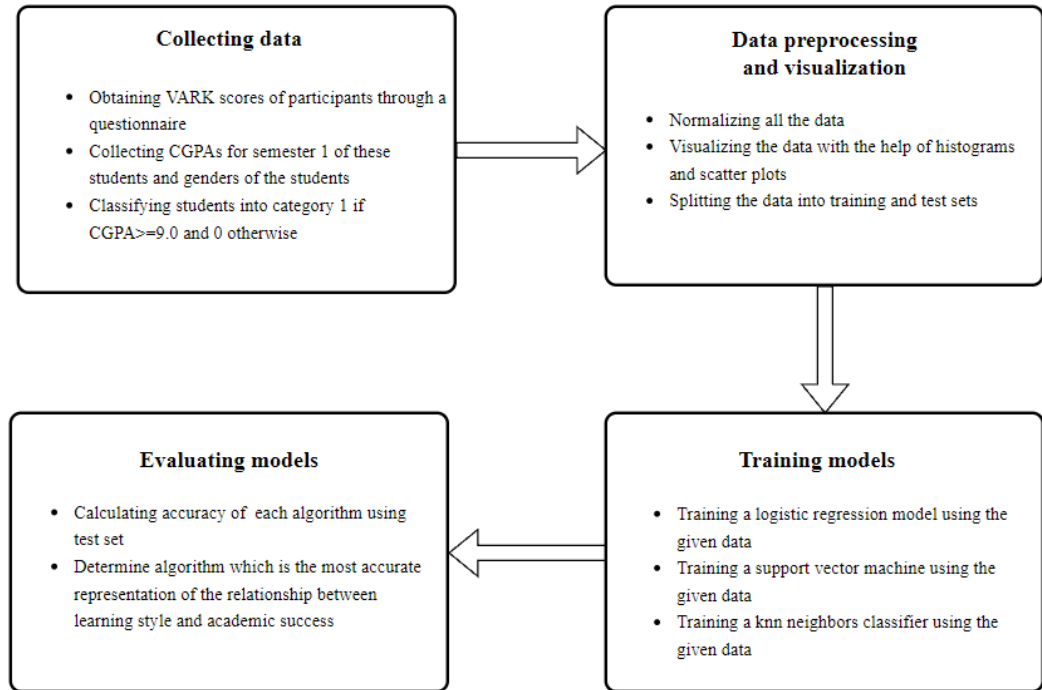 Collecting data
• Obtaining VARK scores of participants through a
questionnaire
• Collecting CGPAs for semester 1 of these
students and genders of the students
• Classifying students into category 1 if
CGPA>=9.0 and 0 otherwise
Data preprocessing
and visualization
• Normalizing all the data
• Visualizing the data with the help of histograms
and scatter plots
• Splitting the data into training and test sets
Training models
• Training a logistic regression model using the
given data
• Training a support vector machine using the
given data
• Training a knn neighbors classifier using the
given data
Evaluating models
• Calculating accuracy of each algorithm using
test set
• Determine algorithm which is the most accurate
representation of the relationship between
learning style and academic success